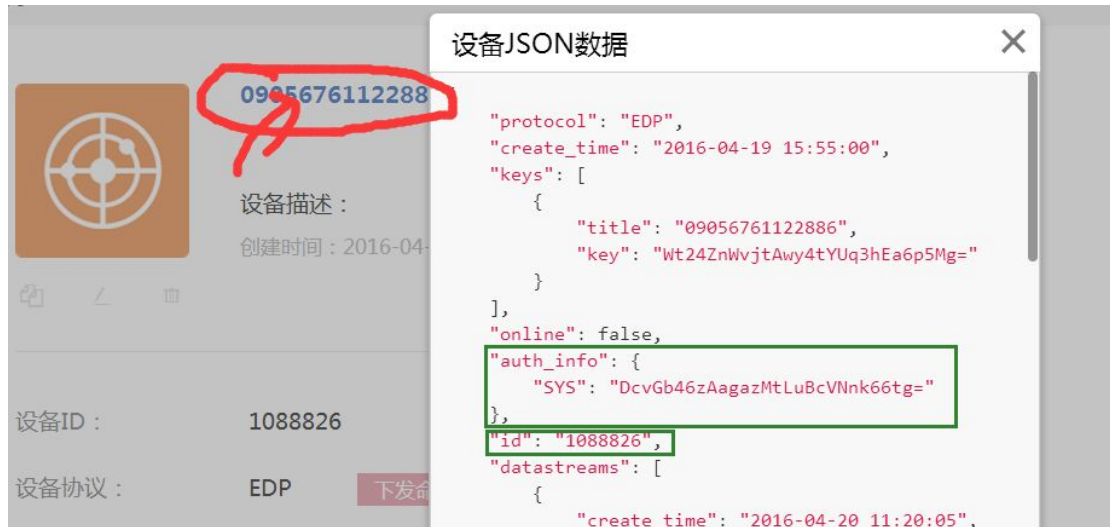 0905676112288
设备描述：
创建时间：2016-04-
设备ID：
1088826
设备协议：
EDP
下发命
设备JSON数据
"protocol": "EDP",
"create_time": "2016-04-19 15:55:00",
"keys": [
{
"title": "09056761122886",
"key": "Wt24ZnWvjtAwy4tYUq3hEa6p5Mg="
}
],
"online": false,
"auth_info": {
"SYS": "DcvGb46zAagazMtLuBcVNnk66tg="
},
"id": "1088826",
"datastreams": [
{
"create_time": "2016-04-20 11:20:05",